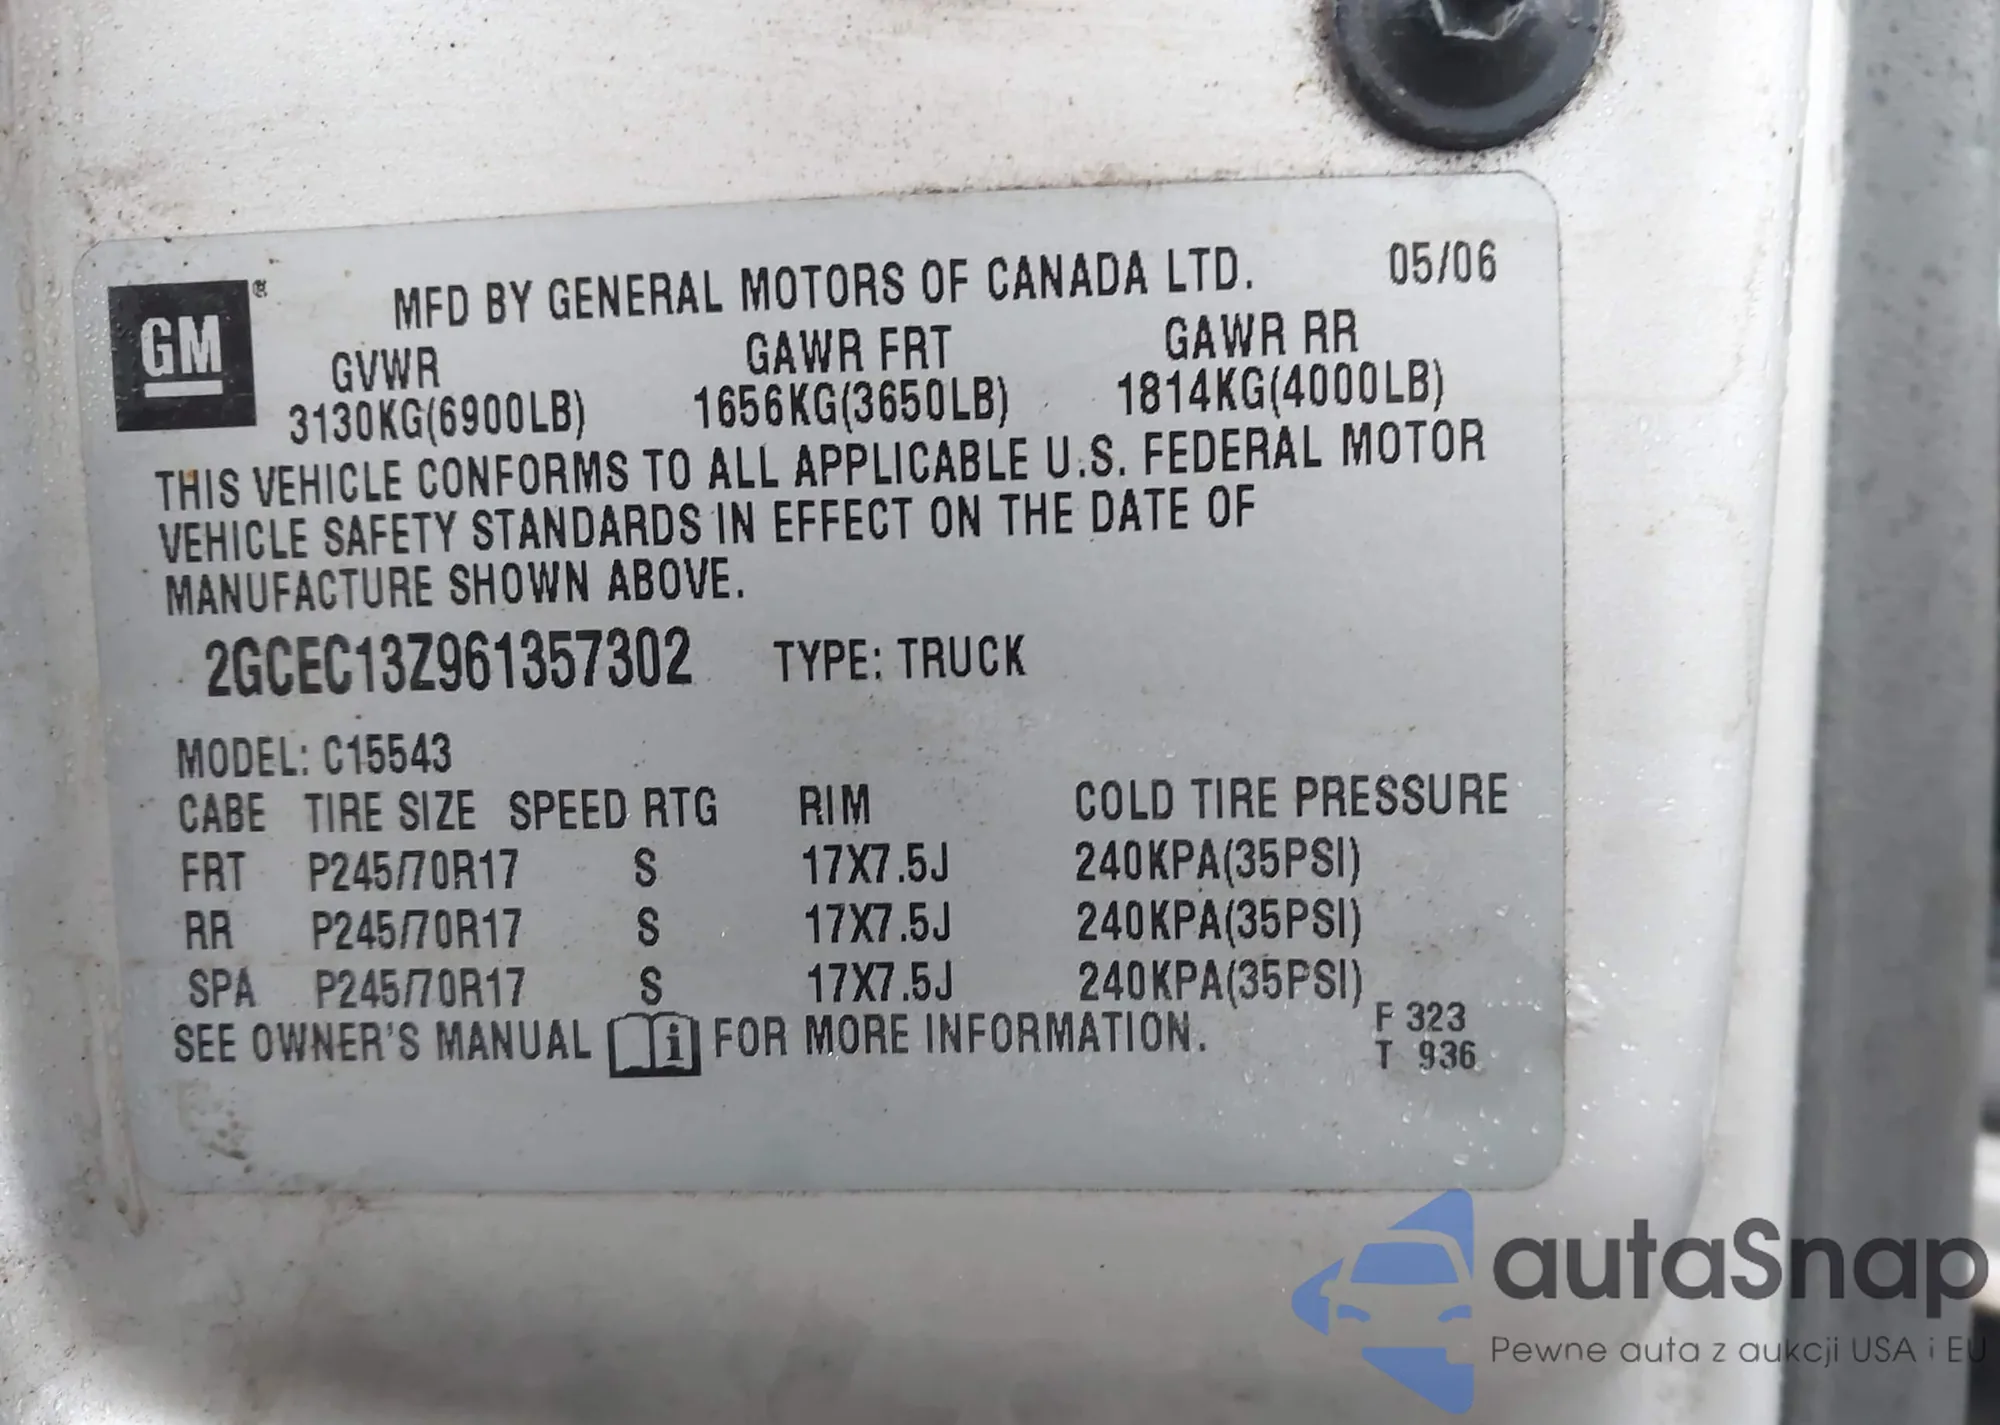 GM ®
MFD BY GENERAL MOTORS OF CANADA LTD. 05/06
GVWR GAWR FRT GAWR RR
3130KG(6900LB) 1656KG(3650LB) 1814KG(4000LB)
THIS VEHICLE CONFORMS TO ALL APPLICABLE U.S. FEDERAL MOTOR
VEHICLE SAFETY STANDARDS IN EFFECT ON THE DATE OF
MANUFACTURE SHOWN ABOVE.
2GCEC13Z961357302 TYPE: TRUCK
MODEL: C15543
CABE TIRE SIZE SPEED RTG RIM COLD TIRE PRESSURE
FRT P245/70R17 S 17X7.5J 240KPA(35PSI)
RR P245/70R17 S 17X7.5J 240KPA(35PSI)
SPA P245/70R17 S 17X7.5J 240KPA(35PSI)
SEE OWNER'S MANUAL i FOR MORE INFORMATION.
F 323
T 936
autaSnap
Pewne auta z aukcji USA i EU